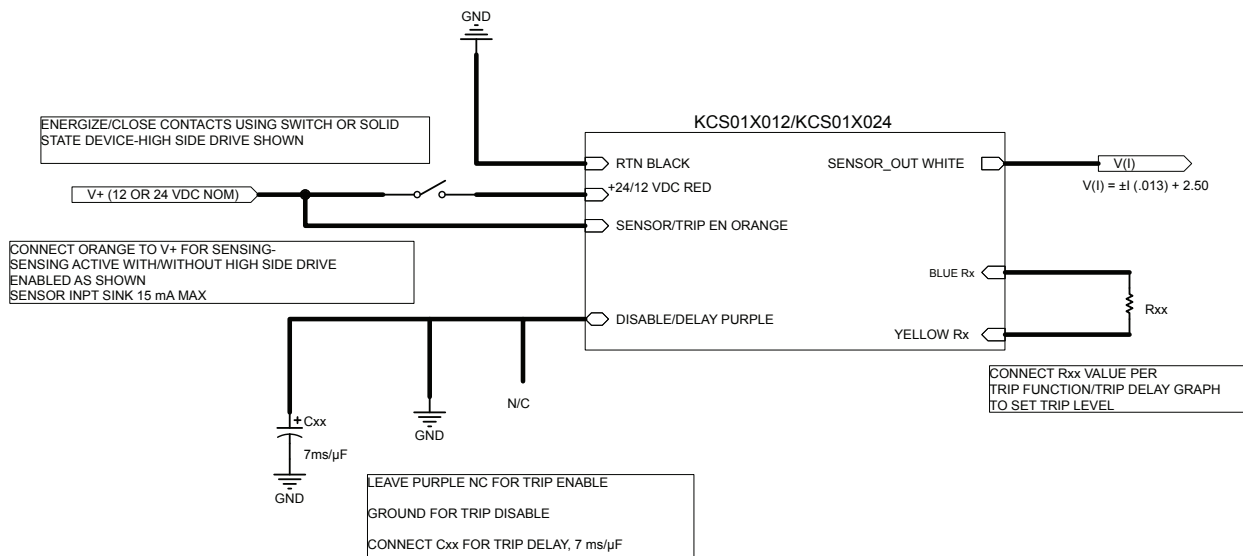 GND
ENERGIZE/CLOSE CONTACTS USING SWITCH OR SOLID
STATE DEVICE-HIGH SIDE DRIVE SHOWN
KCS01X012/KCS01X024
RTN BLACK
SENSOR_OUT WHITE
V(I)
V+ (12 OR 24 VDC NOM)
+24/12 VDC RED
V(I) = ±I (.013) + 2.50
SENSOR/TRIP EN ORANGE
CONNECT ORANGE TO V+ FOR SENSING-
SENSING ACTIVE WITH/WITHOUT HIGH SIDE DRIVE
ENABLED AS SHOWN
SENSOR INPT SINK 15 mA MAX
BLUE Rx
Rxx
DISABLE/DELAY PURPLE
YELLOW Rx
CONNECT Rxx VALUE PER
TRIP FUNCTION/TRIP DELAY GRAPH
TO SET TRIP LEVEL
N/C
+
Cxx
GND
7ms/µF
GND
LEAVE PURPLE NC FOR TRIP ENABLE
GROUND FOR TRIP DISABLE
CONNECT Cxx FOR TRIP DELAY, 7 ms/µF